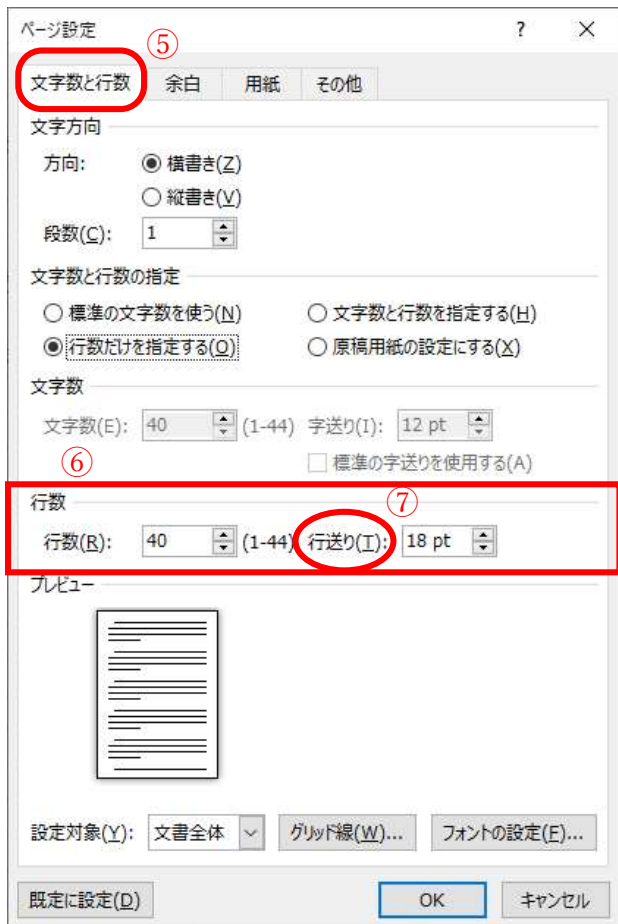 ページ設定 ? ×
⑤
文字数と行数 余白 用紙 その他
文字方向
方向: 横書き(Z)
縦書き(V)
段数(C): 1
文字数と行数の指定
標準の文字数を使う(N) 文字数と行数を指定する(H)
行数だけを指定する(O) 原稿用紙の設定にする(X)
文字数
文字数(E): 40 (1-44) 字送り(I): 12 pt
⑥ 標準の字送りを使用する(A)
行数 ⑦
行数(R): 40 (1-44) 行送り(T): 18 pt
プレビュー
設定対象(Y): 文書全体 グリッド線(W)... フォントの設定(F)...
既定に設定(D) OK キャンセル